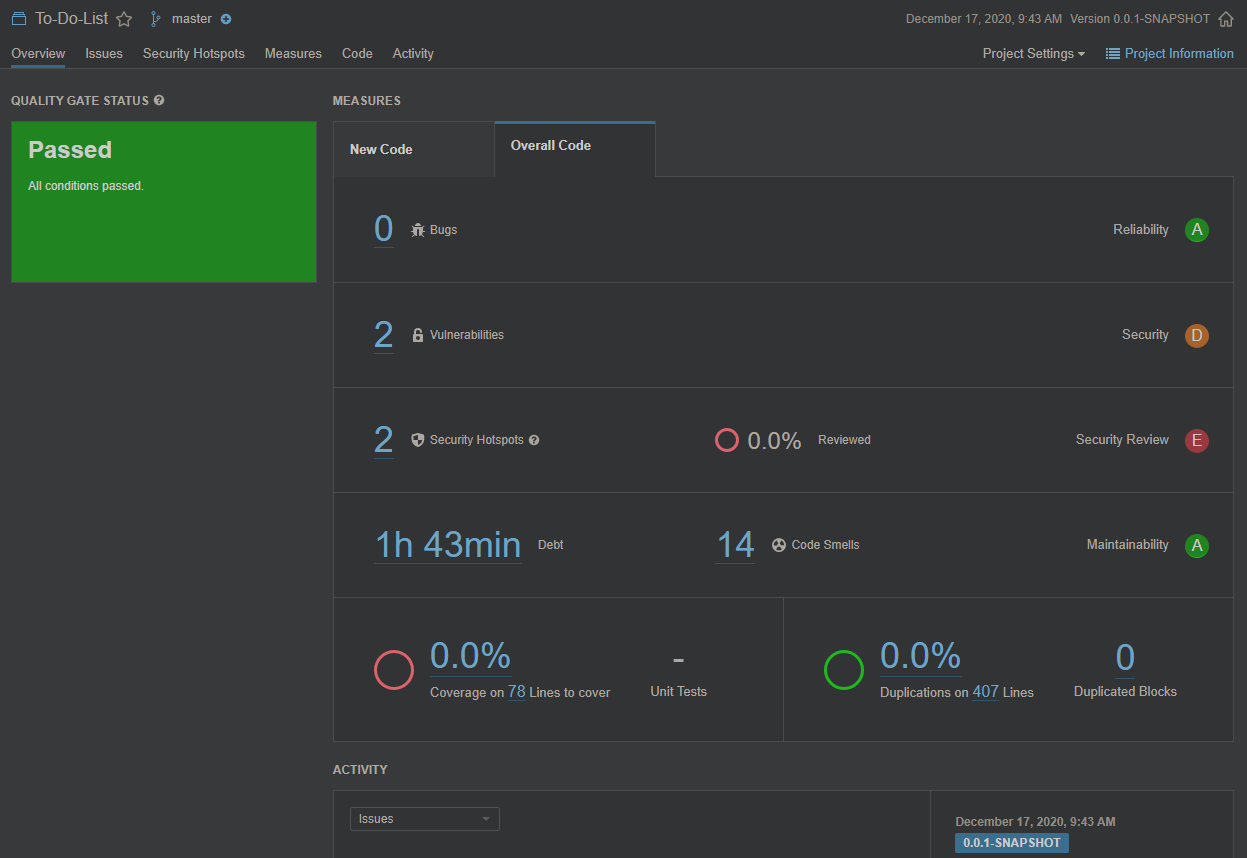 To-Do-List master December 17, 2020, 9:43 AM Version 0.0.1-SNAPSHOT
Overview Issues Security Hotspots Measures Code Activity Project Settings Project Information
QUALITY GATE STATUS ?
Passed
All conditions passed.
MEASURES
New Code Overall Code
0 Bugs Reliability A
2 Vulnerabilities Security D
2 Security Hotspots ? 0.0% Reviewed Security Review E
1h 43min Debt 14 Code Smells Maintainability A
0.0% - 
Coverage on 78 Lines to cover Unit Tests
0.0% 0
Duplications on 407 Lines Duplicated Blocks
ACTIVITY
Issues
December 17, 2020, 9:43 AM
0.0.1-SNAPSHOT